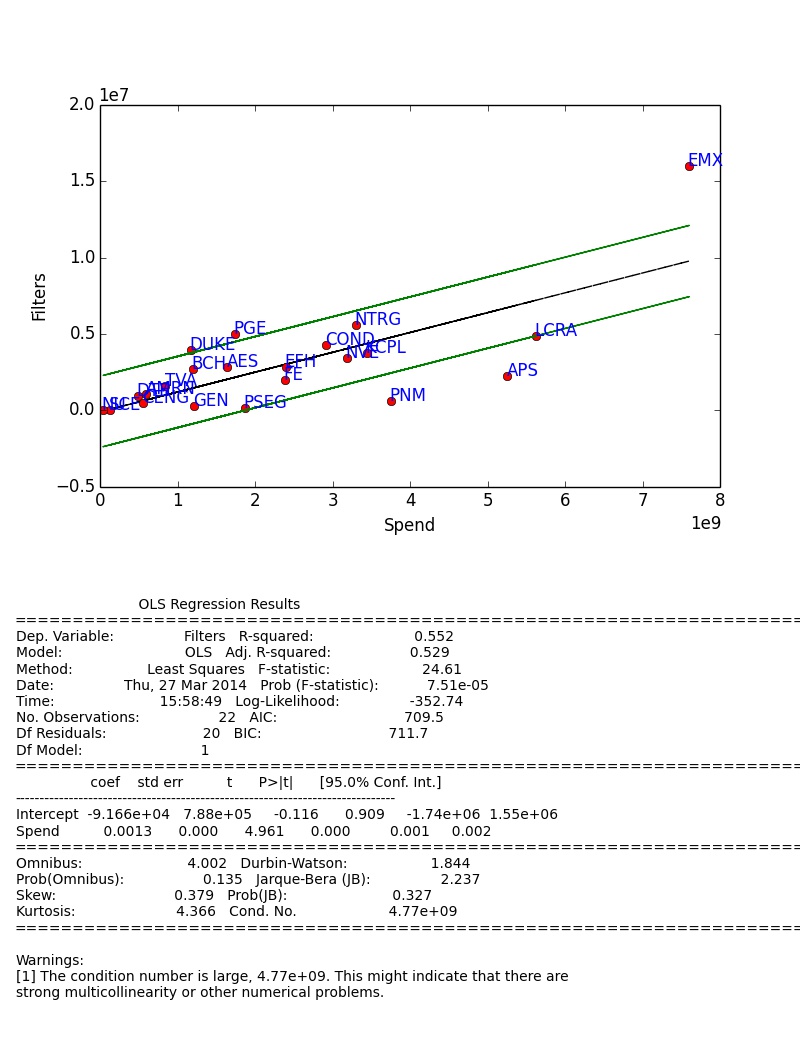 1e7
2.0
EMX
1.5
1.0
Filters
NTRG
PGE
LCRA
0.5
COND
DUKE
KCPL
EFH
BCH
AES
APS
FE
TVA
PNM
GEN
PSEG
CENG
SCE
0.0
−0.5
0 1 2 3 4 5 6 7 8
Spend 1e9
OLS Regression Results
==============================================================================
Dep. Variable: Filters R-squared: 0.552
Model: OLS Adj. R-squared: 0.529
Method: Least Squares F-statistic: 24.61
Date: Thu, 27 Mar 2014 Prob (F-statistic): 7.51e-05
Time: 15:58:49 Log-Likelihood: -352.74
No. Observations: 22 AIC: 709.5
Df Residuals: 20 BIC: 711.7
Df Model: 1
==============================================================================
coef std err t P>|t| [95.0% Conf. Int.]
------------------------------------------------------------------------------
Intercept -9.166e+04 7.88e+05 -0.116 0.909 -1.74e+06 1.55e+06
Spend 0.0013 0.000 4.961 0.000 0.001 0.002
==============================================================================
Omnibus: 4.002 Durbin-Watson: 1.844
Prob(Omnibus): 0.135 Jarque-Bera (JB): 2.237
Skew: 0.379 Prob(JB): 0.327
Kurtosis: 4.366 Cond. No. 4.77e+09
==============================================================================
Warnings:
[1] The condition number is large, 4.77e+09. This might indicate that there are
strong multicollinearity or other numerical problems.